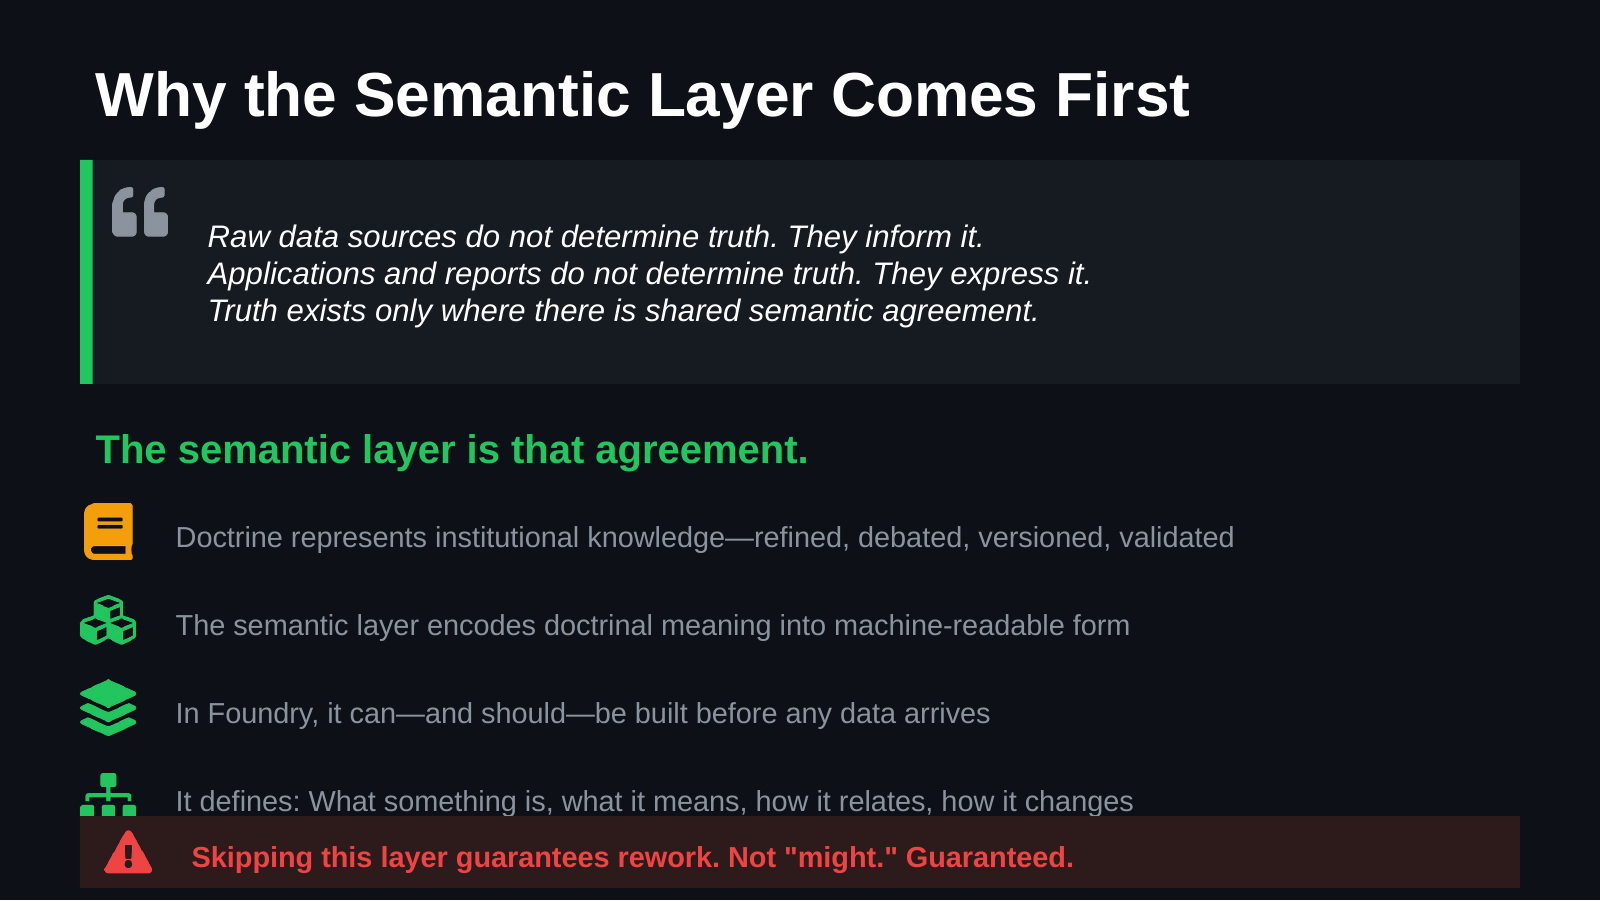 Why the Semantic Layer Comes First
Raw data sources do not determine truth. They inform it.
Applications and reports do not determine truth. They express it.
Truth exists only where there is shared semantic agreement.
The semantic layer is that agreement.
Doctrine represents institutional knowledge—refined, debated, versioned, validated
The semantic layer encodes doctrinal meaning into machine-readable form
In Foundry, it can—and should—be built before any data arrives
It defines: What something is, what it means, how it relates, how it changes
Skipping this layer guarantees rework. Not "might." Guaranteed.